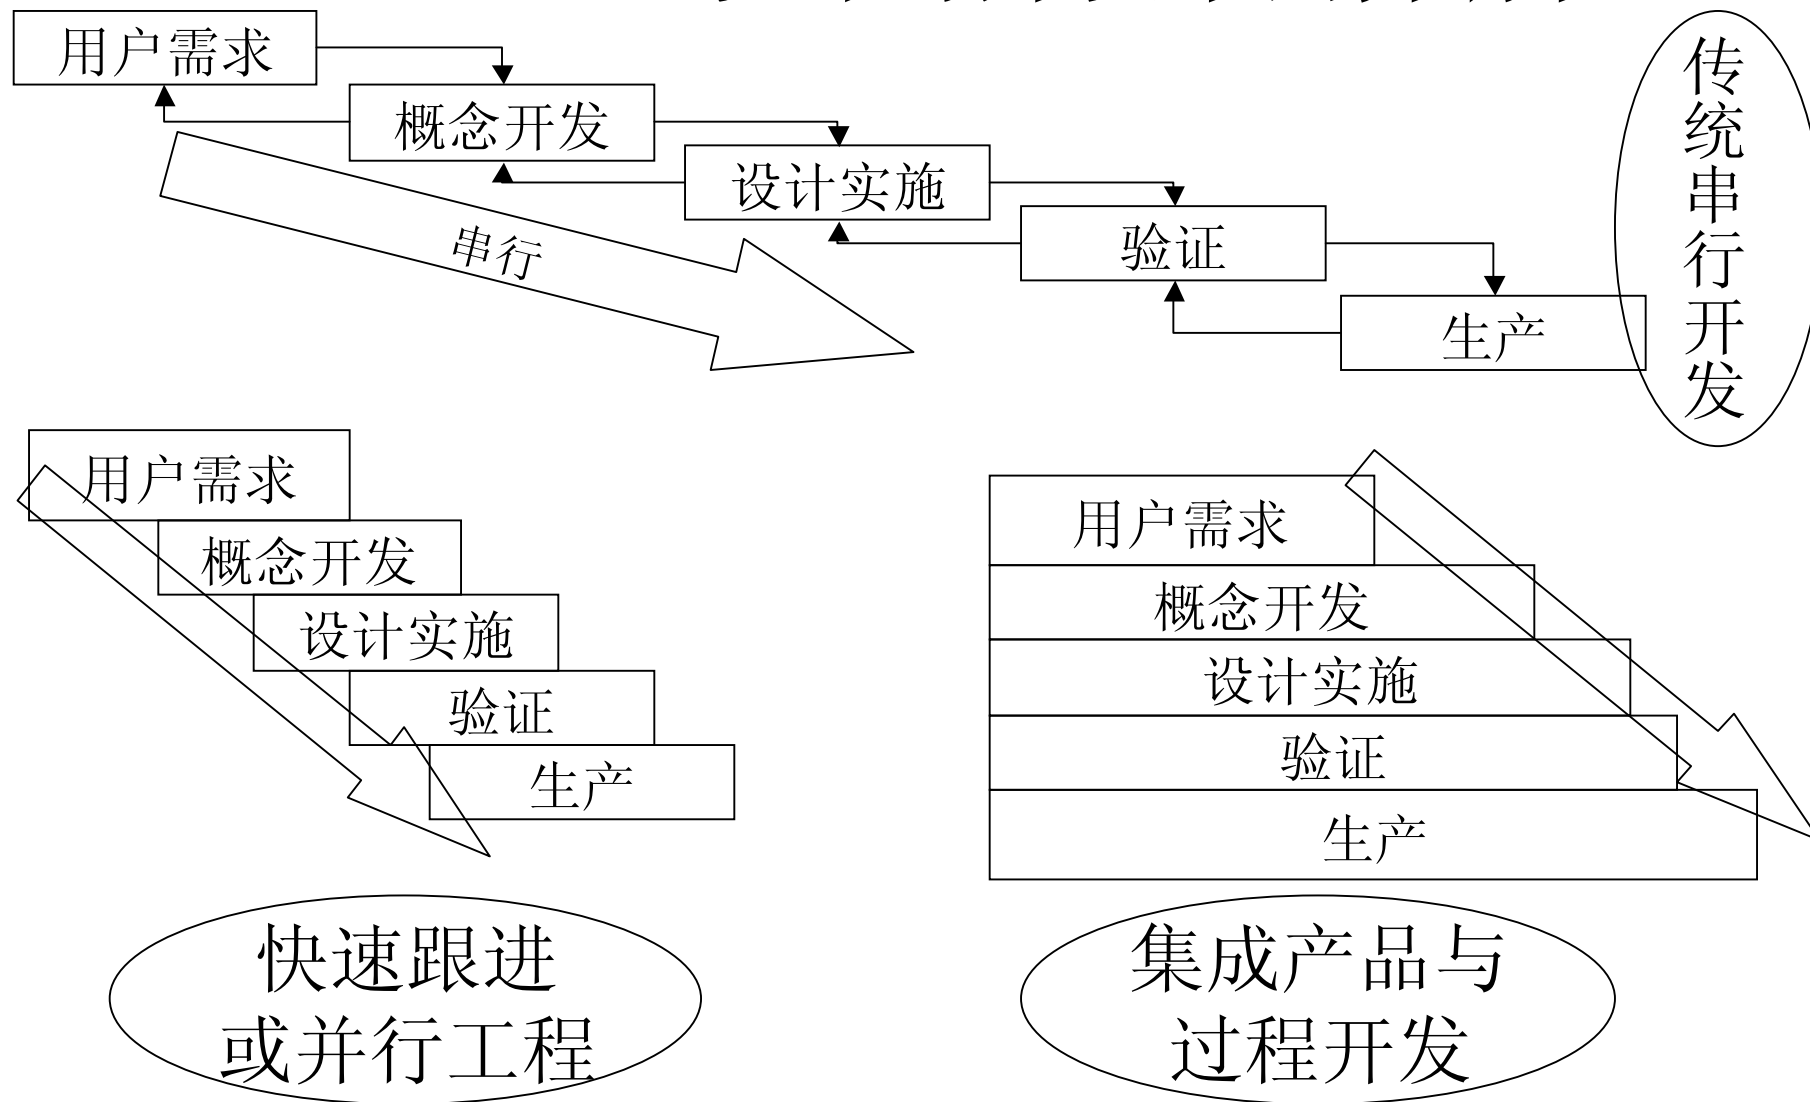 用户需求
概念开发
设计实施
验证
生产
串行
传统串行开发
用户需求
概念开发
设计实施
验证
生产
快速跟进
或并行工程
用户需求
概念开发
设计实施
验证
生产
集成产品与
过程开发